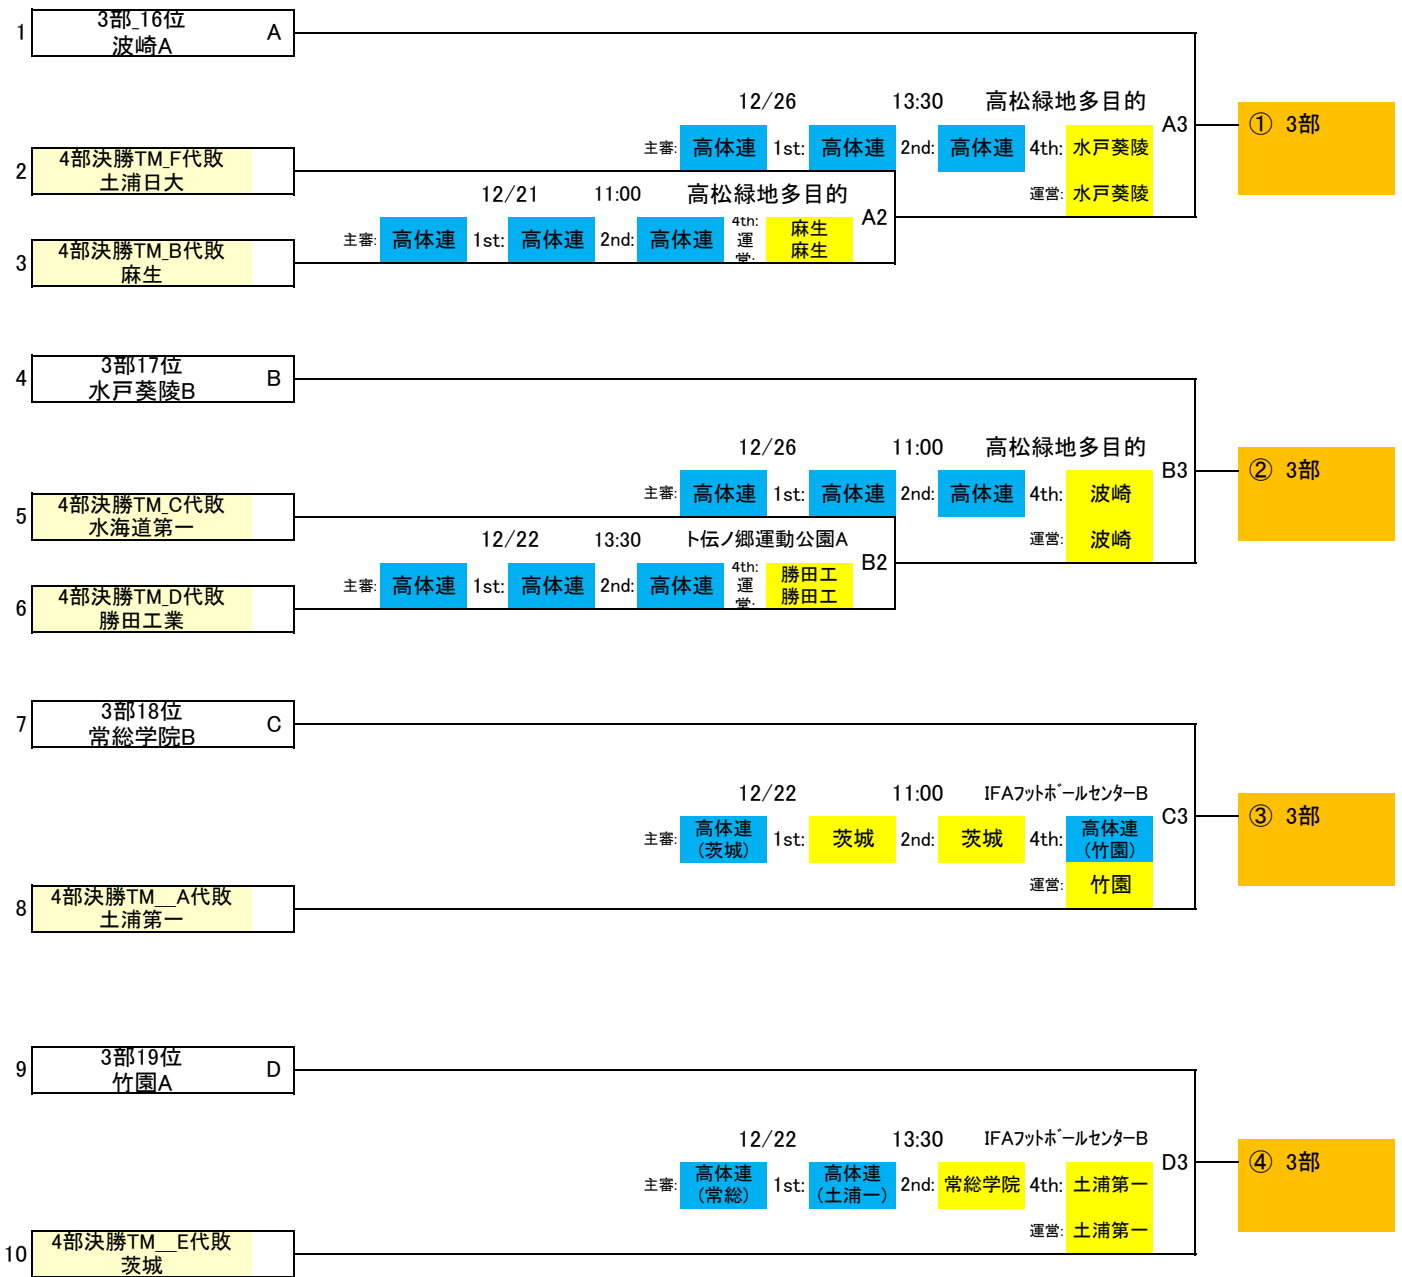 1 3部_16位 A
波崎A
12/26 13:30 高松緑地多目的
A3 ① 3部
主審: 高体連 1st: 高体連 2nd: 高体連 4th: 水戸葵陵
2 4部決勝TM_F代敗
土浦日大
運営: 水戸葵陵
12/21 11:00 高松緑地多目的
A2
主審: 高体連 1st: 高体連 2nd: 高体連 4th: 麻生
運営: 麻生
3 4部決勝TM_B代敗
麻生
4 3部17位 B
水戸葵陵B
12/26 11:00 高松緑地多目的
B3 ② 3部
主審: 高体連 1st: 高体連 2nd: 高体連 4th: 波崎
5 4部決勝TM_C代敗
水海道第一
運営: 波崎
12/22 13:30 ト伝ノ郷運動公園A
B2
主審: 高体連 1st: 高体連 2nd: 高体連 4th: 勝田工
運営: 勝田工
6 4部決勝TM_D代敗
勝田工業
7 3部18位 C
常総学院B
12/22 11:00 IFAフットボールセンターB
C3 ③ 3部
主審: 高体連(茨城) 1st: 茨城 2nd: 茨城 4th: 高体連(竹園)
運営: 竹園
8 4部決勝TM__A代敗
土浦第一
9 3部19位 D
竹園A
12/22 13:30 IFAフットボールセンターB
D3 ④ 3部
主審: 高体連(常総) 1st: 高体連(土浦一) 2nd: 常総学院 4th: 土浦第一
運営: 土浦第一
10 4部決勝TM__E代敗
茨城